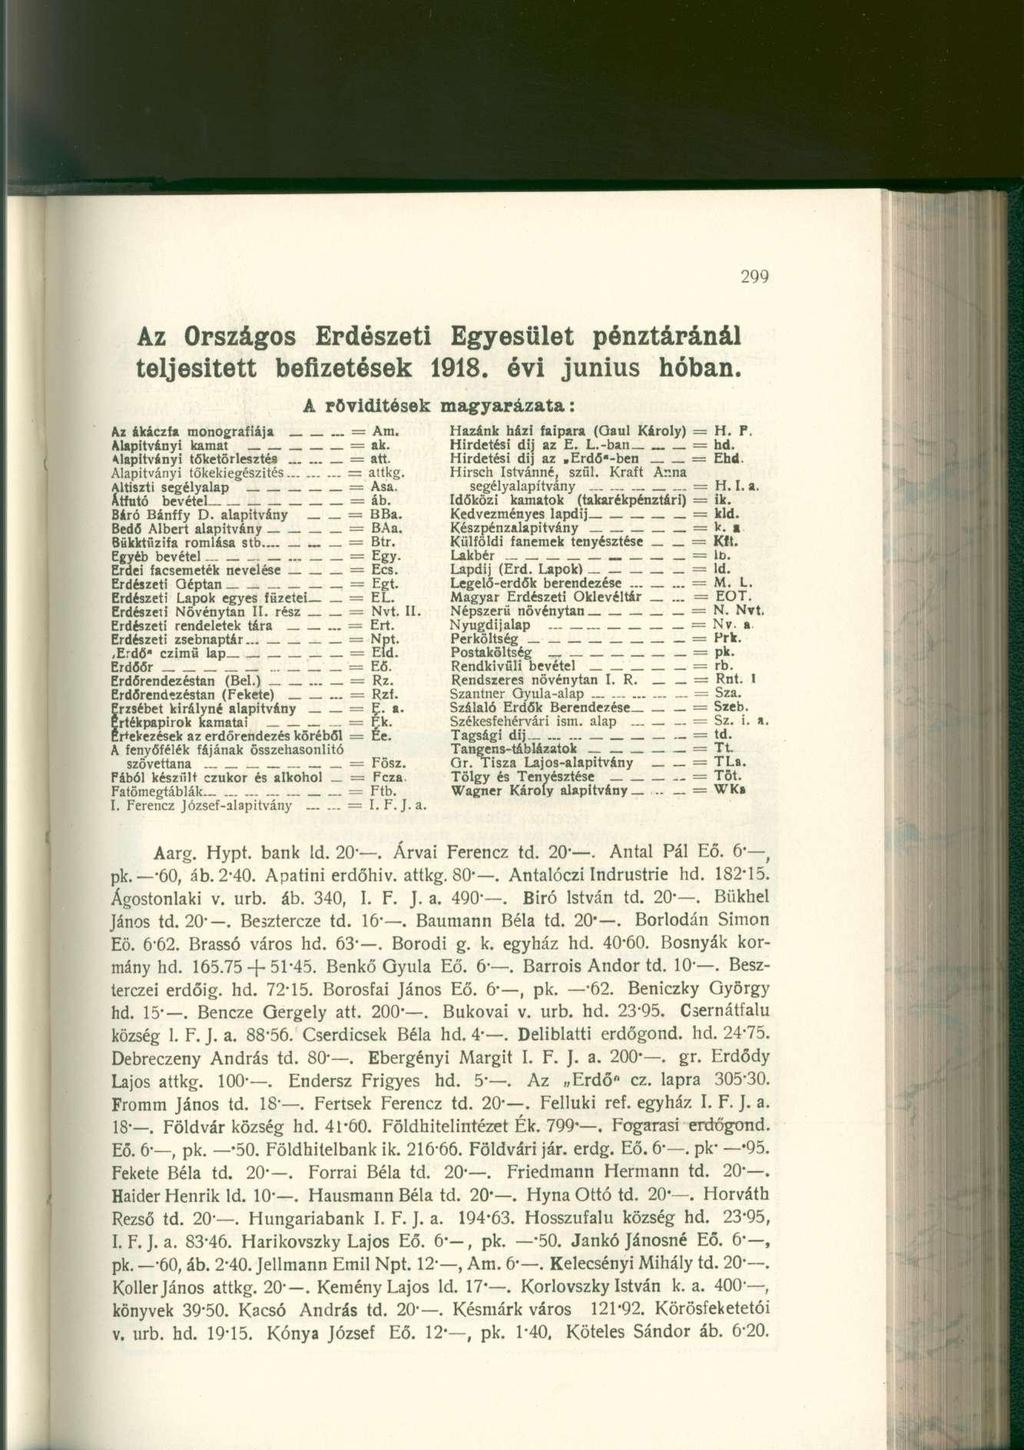 299
Az Országos Erdészeti Egyesület pénztáránál
teljesitett befizetések 1918. évi junius hóban.
A rövidítések magyarázata:
Az ákáczfa monografiája = Am.
Alapitványi kamat = ak.
Alapitványi tőketörlesztés = att.
Alapitványi tőkekiegészités = attkg.
Altiszti segélyalap = Asa.
Átfutó bevétel = áb.
Báró Bánffy D. alapitvány = BBa.
Bedő Albert alapitvány = BAa.
Bükktűzifa romlása stb. = Btr.
Egyéb bevétel = Egy.
Erdei facsemeték nevelése = Ecs.
Erdészeti Géptan = Egt.
Erdészeti Lapok egyes füzetei = EL.
Erdészeti Növénytan II. rész = Nvt. II.
Erdészeti rendeletek tára = Ert.
Erdészeti zsebnaptár = Npt.
„Erdő“ czimü lap = Eld.
Erdőőr = Eő.
Erdőrendezéstan (Bel.) = Rz.
Erdőrendezéstan (Fekete) = Rzf.
Erzsébet királyné alapitvány = E. a.
Értékpapirok kamatai = Ék.
Értekezések az erdőrendezés köréből = Ée.
A fenyőfélék fájának összehasonlitó
szövettana = Fösz.
Fából készült czukor és alkohol = Fcza.
Fatömegtáblák = Ftb.
I. Ferencz József-alapitvány = I. F. J. a.
Hazánk házi faipara (Gaul Károly) = H. F.
Hirdetési dij az E. L.-ban = hd.
Hirdetési dij az „Erdő“-ben = Ehd.
Hirsch Istvánné, szül. Kraft Anna
segélyalapítvány = H. I. a.
Időközi kamatok (takarékpénztári) = ik.
Kedvezményes lapdij = kld.
Készpénzalapitvány = k. a
Külföldi fanemek tenyésztése = Kft.
Lakbér = lb.
Lapdij (Erd. Lapok) = ld.
Legelő-erdők berendezése = M. L.
Magyar Erdészeti Oklevéltár = EOT.
Népszerü növénytan = N. Nvt.
Nyugdijalap = Nv. a.
Perköltség = Prk.
Postaköltség = pk.
Rendkivüli bevétel = rb.
Rendszeres növénytan I. R. = Rnt. I
Szantner Gyula-alap = Sza.
Szálaló Erdők Berendezése = Szeb.
Székesfehérvári ism. alap = Sz. i. a.
Tagsági dij = td.
Tangens-táblázatok = Tt.
Gr. Tisza Lajos-alapitvány = TLa.
Tölgy és Tenyésztése = Töt.
Wagner Károly alapitvány = WKa
Aarg. Hypt. bank ld. 20·—. Árvai Ferencz td. 20·—. Antal Pál Eő. 6·—,
pk. —·60, áb. 2·40. Apatini erdőhiv. attkg. 80·—. Antalóczi Indrustrie hd. 182·15.
Ágostonlaki v. urb. áb. 340, I. F. J. a. 490·—. Biró István td. 20·—. Bükhel
János td. 20·—. Besztercze td. 16·—. Baumann Béla td. 20·—. Borlodán Simon
Eö. 6·62. Brassó város hd. 63·—. Borodi g. k. egyház hd. 40·60. Bosnyák kor-
mány hd. 165.75 + 51·45. Benkő Gyula Eő. 6·—. Barrois Andor td. 10·—. Besz-
terczei erdőig. hd. 72·15. Borosfai János Eő. 6·—, pk. —·62. Beniczky György
hd. 15·—. Bencze Gergely att. 200·—. Bukovai v. urb. hd. 23·95. Csernátfalu
község I. F. J. a. 88·56. Cserdicsek Béla hd. 4·—. Deliblatti erdőgond. hd. 24·75.
Debreczeny András td. 80·—. Ebergényi Margit I. F. J. a. 200·—. gr. Erdődy
Lajos attkg. 100·—. Endersz Frigyes hd. 5·—. Az „Erdő“ cz. lapra 305·30.
Fromm János td. 18·—. Fertsek Ferencz td. 20·—. Felluki ref. egyház I. F. J. a.
18·—. Földvár község hd. 41·60. Földhitelintézet Ék. 799·—. Fogarasi erdőgond.
Eő. 6·—, pk. —·50. Földhitelbank ik. 216·66. Földvári jár. erdg. Eő. 6·—. pk· —·95.
Fekete Béla td. 20·—. Forrai Béla td. 20·—. Friedmann Hermann td. 20·—.
Haider Henrik ld. 10·—. Hausmann Béla td. 20·—. Hyna Ottó td. 20·—. Horváth
Rezső td. 20·—. Hungariabank I. F. J. a. 194·63. Hosszufalu község hd. 23·95,
I. F. J. a. 83·46. Harikovszky Lajos Eő. 6·—, pk. —·50. Jankó Jánosné Eő. 6·—,
pk. —·60, áb. 2·40. Jellmann Emil Npt. 12·—, Am. 6·—. Kelecsényi Mihály td. 20·—.
Koller János attkg. 20·—. Kemény Lajos ld. 17·—. Korlovszky István k. a. 400·—,
könyvek 39·50. Kacsó András td. 20·—. Késmárk város 121·92. Körösfeketetói
v. urb. hd. 19·15. Kónya József Eő. 12·—, pk. 1·40, Köteles Sándor áb. 6·20.